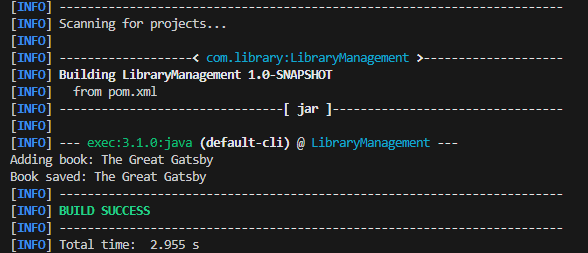 [INFO] ------------------------------------------------------------------------
[INFO] Scanning for projects...
[INFO]
[INFO] -------------------< com.library:LibraryManagement >--------------------
[INFO] Building LibraryManagement 1.0-SNAPSHOT
[INFO]   from pom.xml
[INFO] --------------------------------[ jar ]---------------------------------
[INFO]
[INFO] --- exec:3.1.0:java (default-cli) @ LibraryManagement ---
Adding book: The Great Gatsby
Book saved: The Great Gatsby
[INFO] ------------------------------------------------------------------------
[INFO] BUILD SUCCESS
[INFO] ------------------------------------------------------------------------
[INFO] Total time:  2.955 s